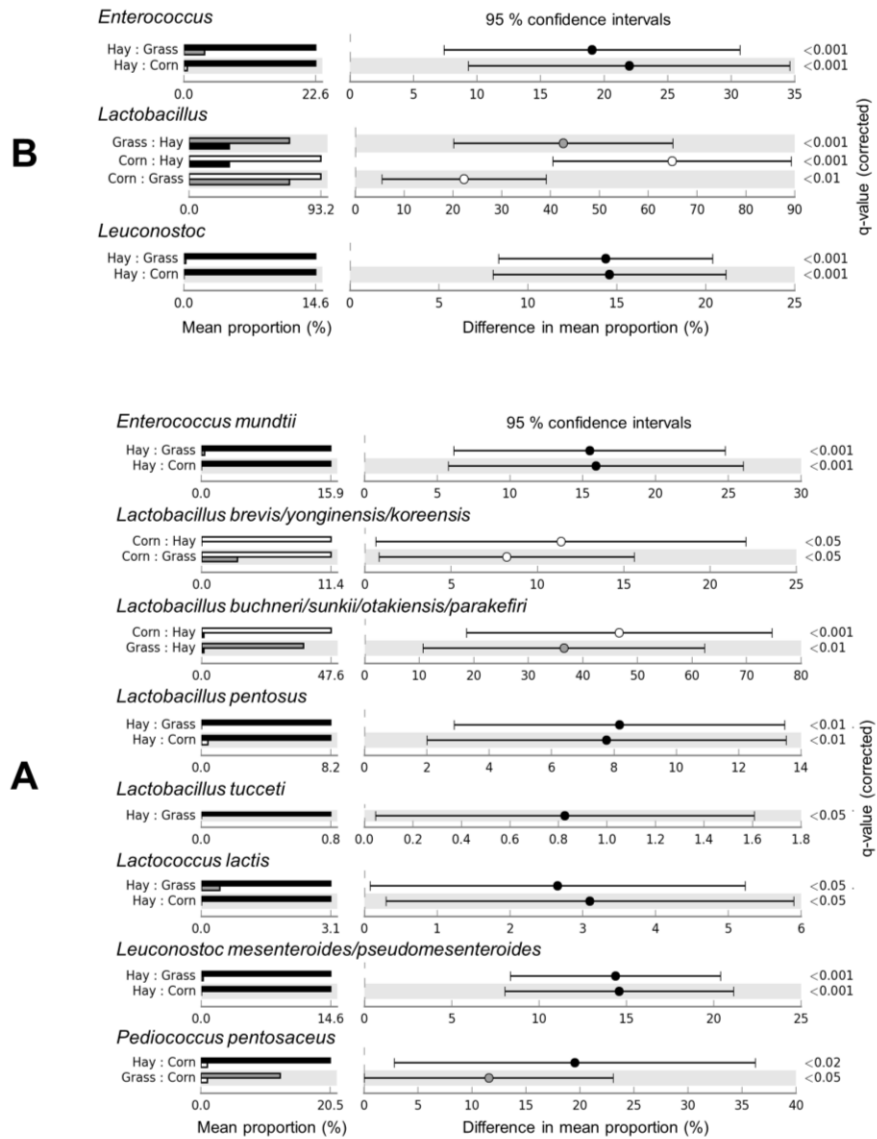 Enterococcus
95 % confidence intervals
Hay : Grass
<0.001
Hay : Corn
<0.001
0.0 22.6 0 5 10 15 20 25 30 35
Lactobacillus
B
Grass : Hay
<0.001
Corn : Hay
<0.001
Corn : Grass
<0.01
0.0 93.2 0 10 20 30 40 50 60 70 80 90
q-value (corrected)
Leuconostoc
Hay : Grass
<0.001
Hay : Corn
<0.001
0.0 14.6 0 5 10 15 20 25
Mean proportion (%) Difference in mean proportion (%)
Enterococcus mundtii
95 % confidence intervals
Hay : Grass
<0.001
Hay : Corn
<0.001
0.0 15.9 0 5 10 15 20 25 30
Lactobacillus brevis/yonginensis/koreensis
Corn : Hay
<0.05
Corn : Grass
<0.05
0.0 11.4 0 5 10 15 20 25
Lactobacillus buchneri/sunkii/otakiensis/parakefiri
Corn : Hay
<0.001
Grass : Hay
<0.01
0.0 47.6 0 10 20 30 40 50 60 70 80
Lactobacillus pentosus
Hay : Grass
<0.01
Hay : Corn
<0.01
0.0 8.2 0 2 4 6 8 10 12 14
A
q-value (corrected)
Lactobacillus tucceti
Hay : Grass
<0.05
0.0 0.8 0.0 0.2 0.4 0.6 0.8 1.0 1.2 1.4 1.6 1.8
Lactococcus lactis
Hay : Grass
<0.05
Hay : Corn
<0.05
0.0 3.1 0 1 2 3 4 5 6
Leuconostoc mesenteroides/pseudomesenteroides
Hay : Grass
<0.001
Hay : Corn
<0.001
0.0 14.6 0 5 10 15 20 25
Pediococcus pentosaceus
Hay : Corn
<0.02
Grass : Corn
<0.05
0.0 20.5 0 5 10 15 20 25 30 35 40
Mean proportion (%) Difference in mean proportion (%)